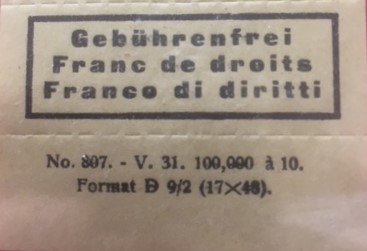 Gebührenfrei
Franc de droits
Franco di diritti
No. 807. - V. 31. 100,000 à 10.
Format D 9/2 (17×48).